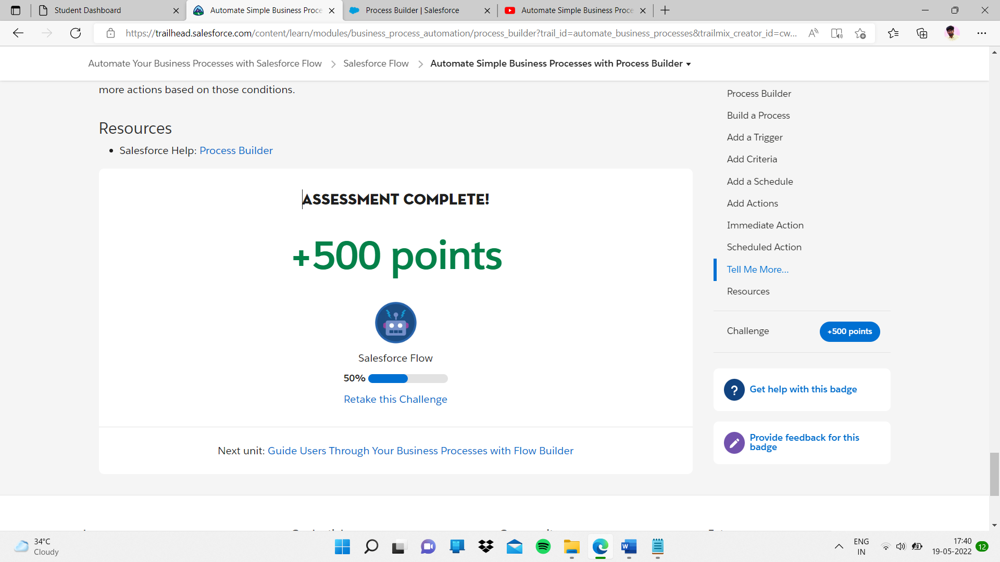 Student Dashboard
Automate Simple Business Proce
Process Builder | Salesforce
Automate Simple Business Proce
https://trailhead.salesforce.com/content/learn/modules/business_process_automation/process_builder?trail_id=automate_business_processes&trailmix_creator_id=cw...
Automate Your Business Processes with Salesforce Flow
Salesforce Flow
Automate Simple Business Processes with Process Builder
more actions based on those conditions.
Resources
• Salesforce Help: Process Builder
ASSESSMENT COMPLETE!
+500 points
Salesforce Flow
50%
Retake this Challenge
Next unit: Guide Users Through Your Business Processes with Flow Builder
Process Builder
Build a Process
Add a Trigger
Add Criteria
Add a Schedule
Add Actions
Immediate Action
Scheduled Action
Tell Me More...
Resources
Challenge
+500 points
?
Get help with this badge
Provide feedback for this
badge
34°C
Cloudy
W
ENG
IN
17:40
19-05-2022
12